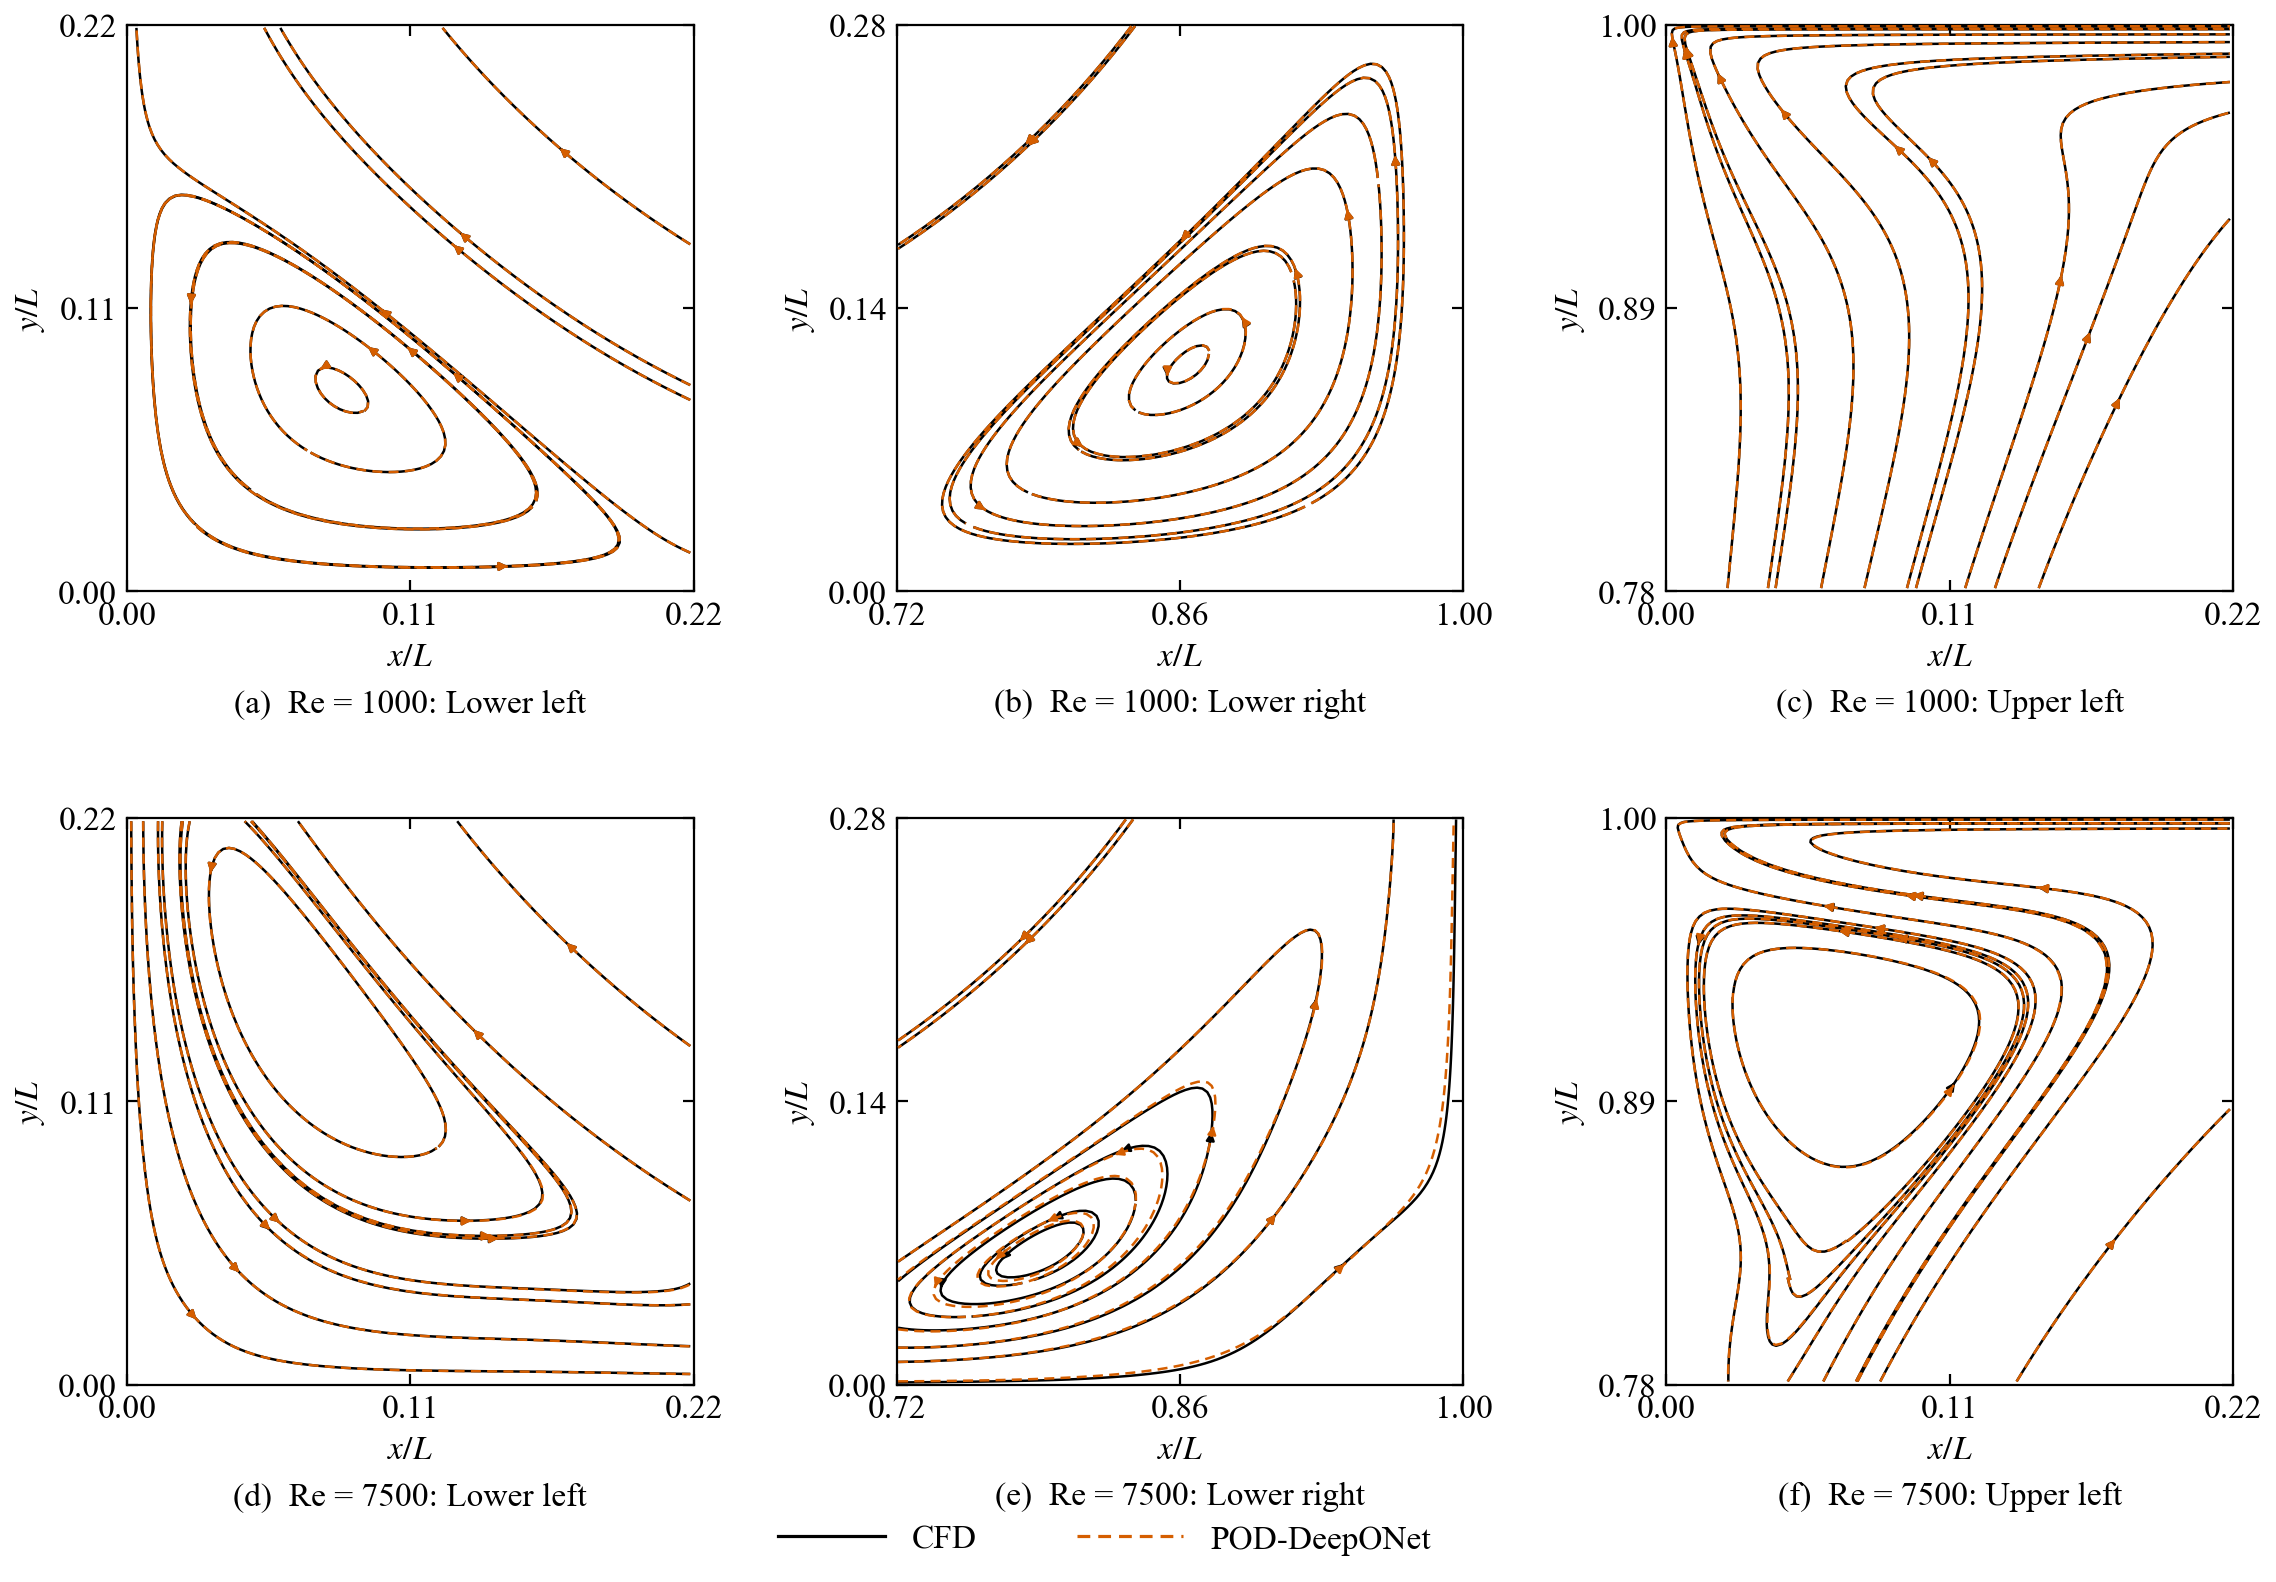 0.22
y/L
0.11
0.00
0.00 0.11 0.22
x/L
(a) Re = 1000: Lower left
0.28
y/L
0.14
0.00
0.72 0.86 1.00
x/L
(b) Re = 1000: Lower right
1.00
y/L
0.89
0.78
0.00 0.11 0.22
x/L
(c) Re = 1000: Upper left
0.22
y/L
0.11
0.00
0.00 0.11 0.22
x/L
(d) Re = 7500: Lower left
0.28
y/L
0.14
0.00
0.72 0.86 1.00
x/L
(e) Re = 7500: Lower right
1.00
y/L
0.89
0.78
0.00 0.11 0.22
x/L
(f) Re = 7500: Upper left
CFD POD-DeepONet